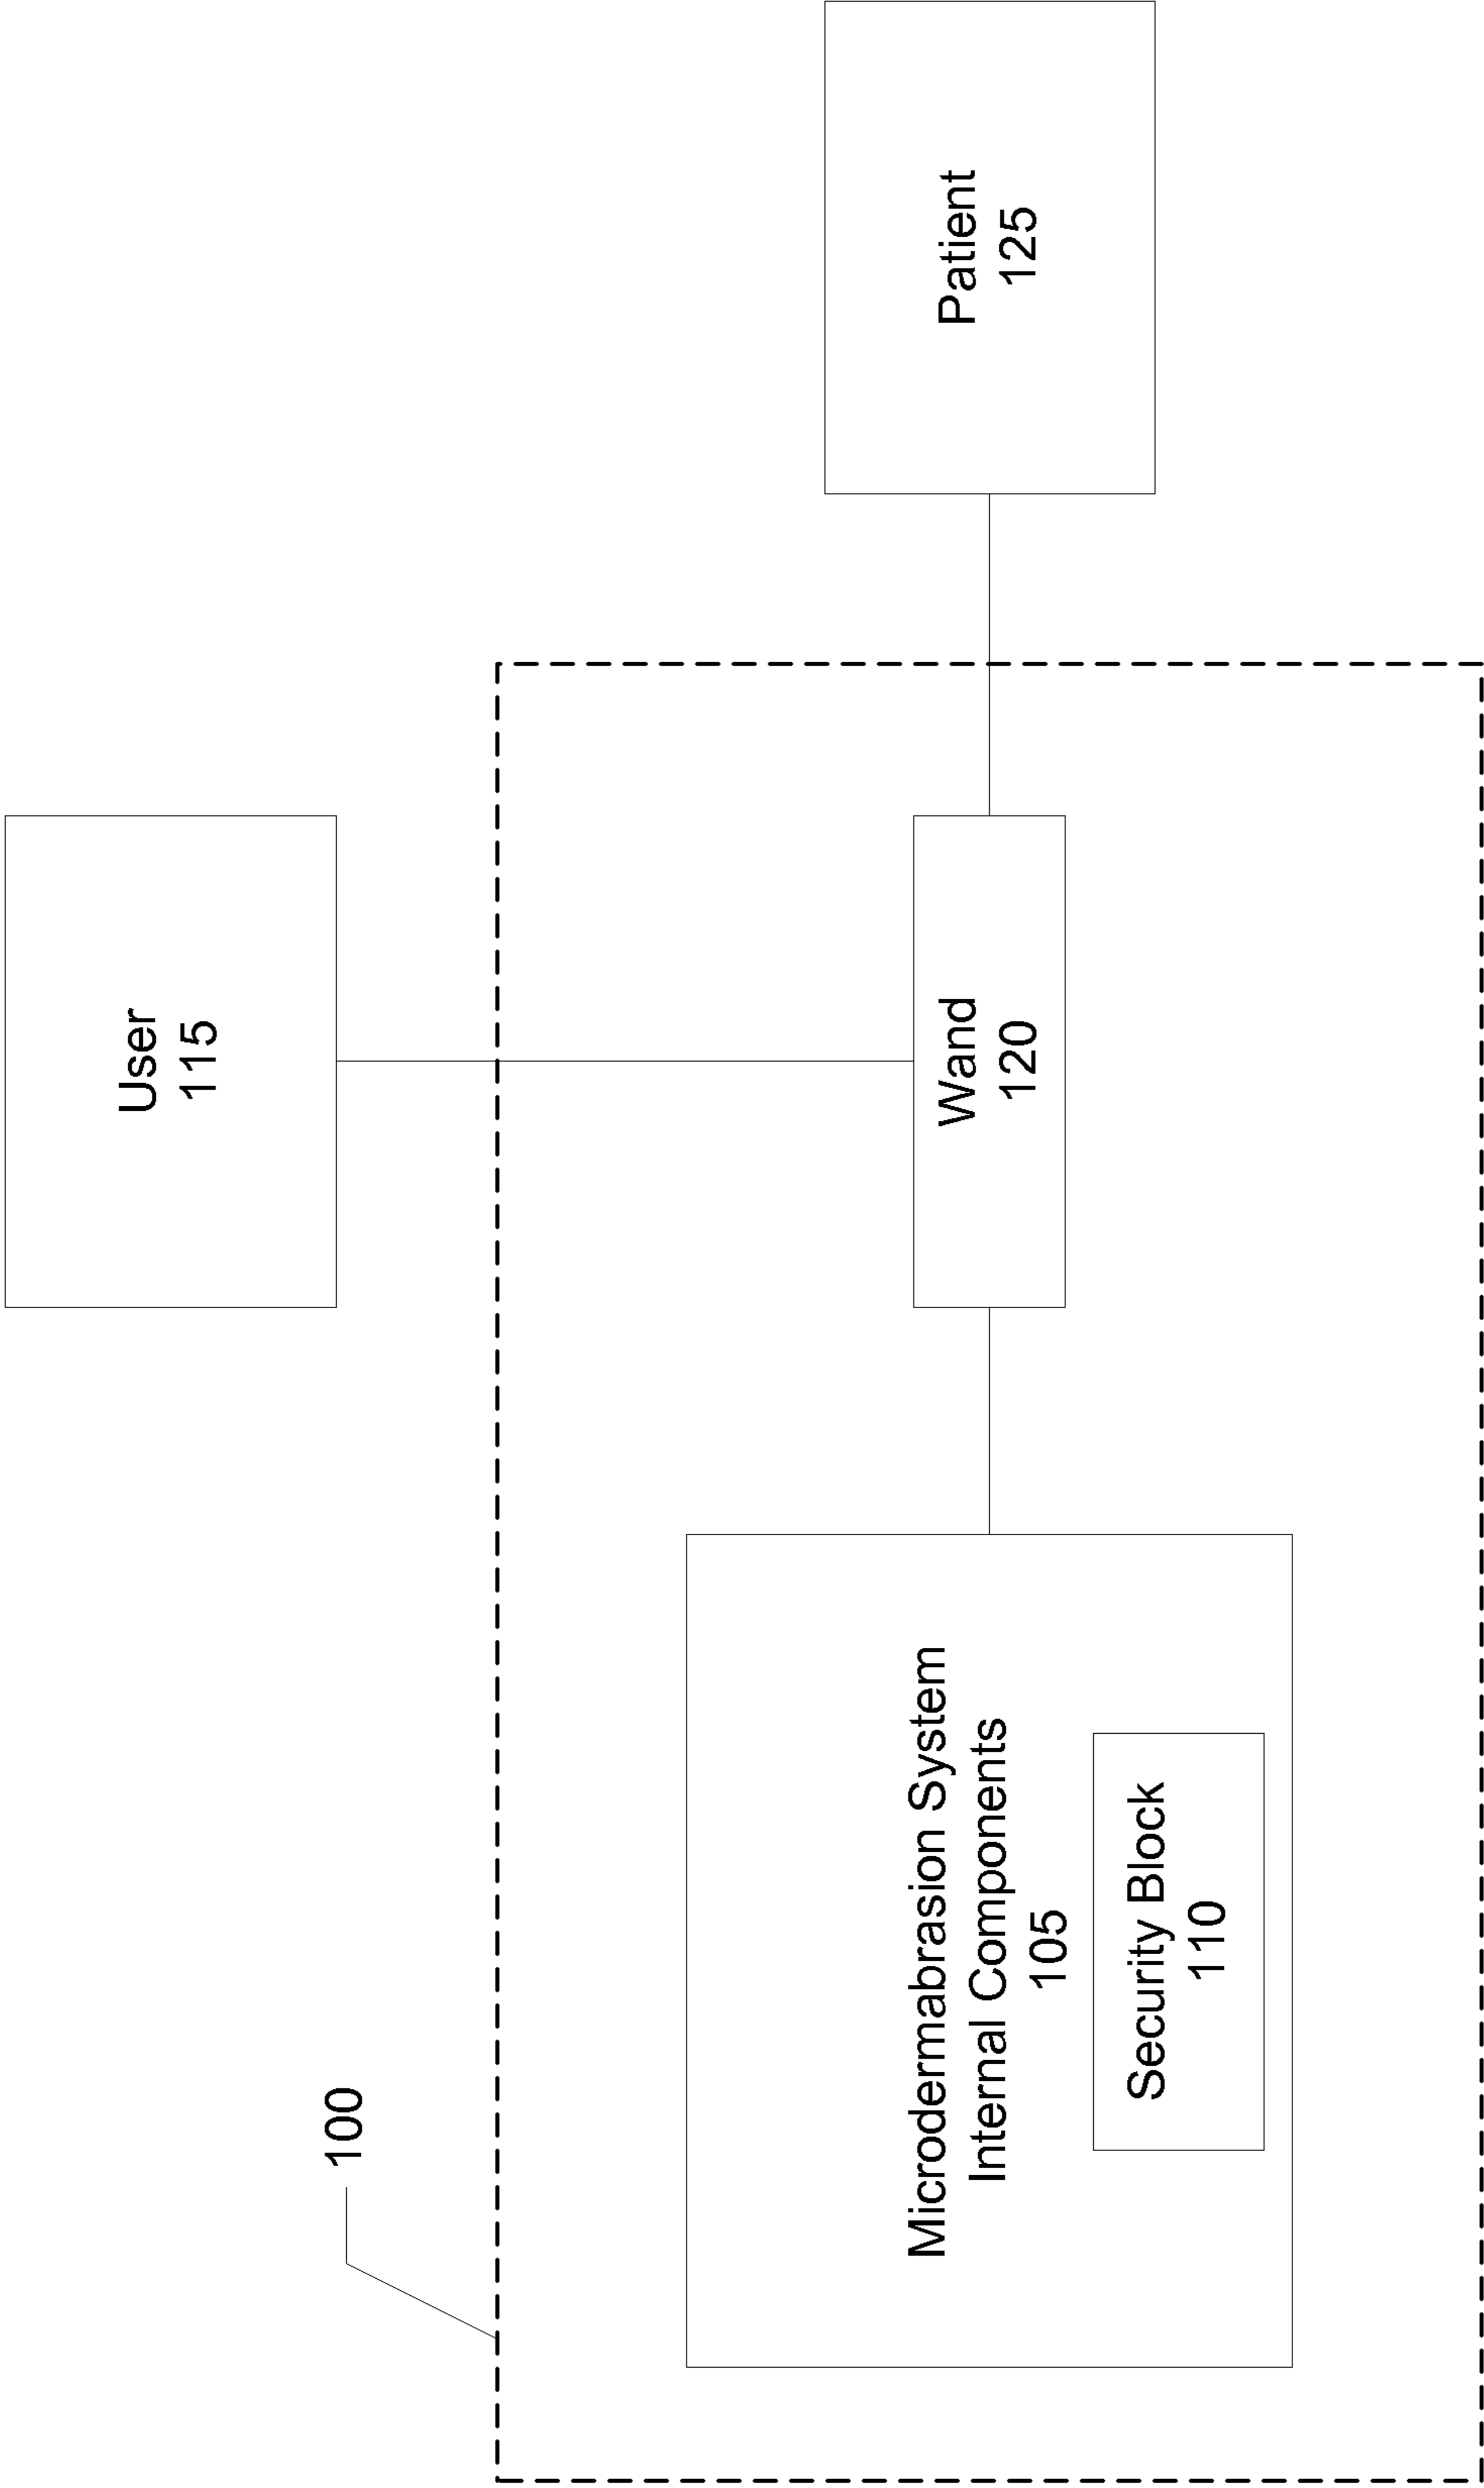 User
115
100
Microdermabrasion System
Internal Components
105
Security Block
110
Wand
120
Patient
125